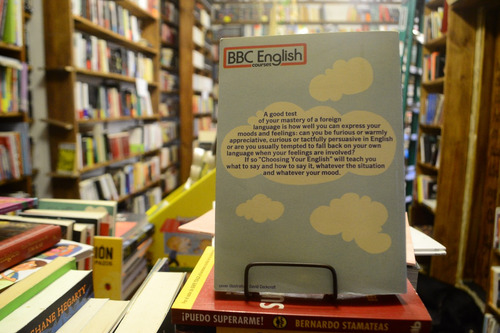 BBC English
courses
A good test
of your mastery of a foreign
language is how well you can express your
moods and feelings: can you be furious or warmly
appreciative, curious or tactfully persuasive in English
or are you usually tempted to fall back on your own
language when your feelings are involved?
If so "Choosing Your English" will teach you
what to say and how to say it, whatever the situation
and whatever your mood.
¡PUEDO SUPERARME!
BERNARDO STAMATEAS
SHANE HEGARTY